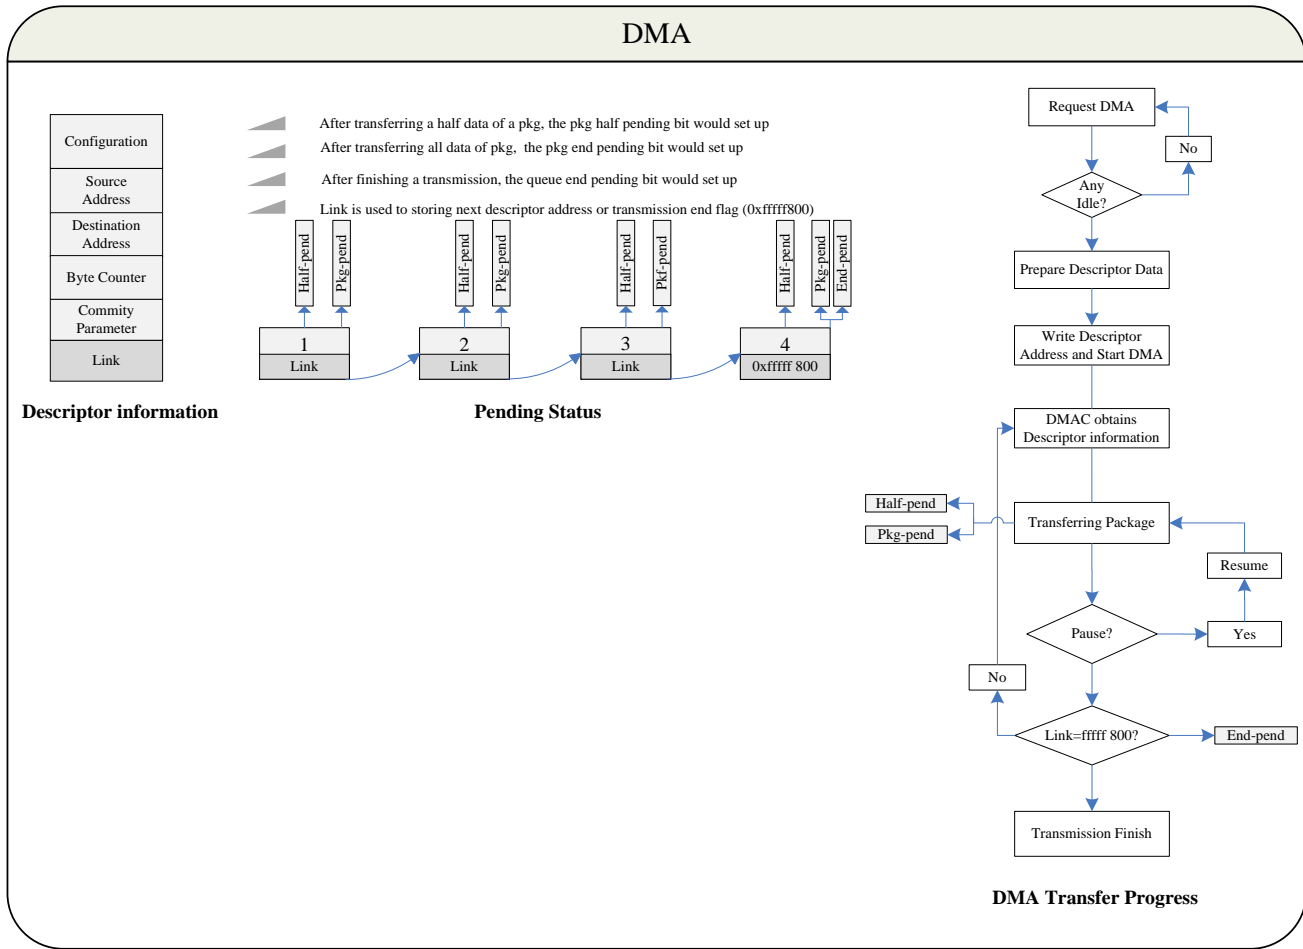 DMA
Configuration
Source
Address
Destination
Address
Byte Counter
Commity
Parameter
Link
Descriptor information
After transferring a half data of a pkg, the pkg half pending bit would set up
After transferring all data of pkg, the pkg end pending bit would set up
After finishing a transmission, the queue end pending bit would set up
Link is used to storing next descriptor address or transmission end flag (0xfffff800)
Half-pend
Pkg-pend
Half-pend
Pkg-pend
Half-pend
Pkf-pend
Half-pend
Pkg-pend
End-pend
1
Link
2
Link
3
Link
4
0xfffff 800
Pending Status
Request DMA
No
Any
Idle?
Prepare Descriptor Data
Write Descriptor
Address and Start DMA
DMAC obtains
Descriptor information
Half-pend
Pkg-pend
Transferring Package
Resume
Pause?
Yes
No
Link=fffff 800?
End-pend
Transmission Finish
DMA Transfer Progress